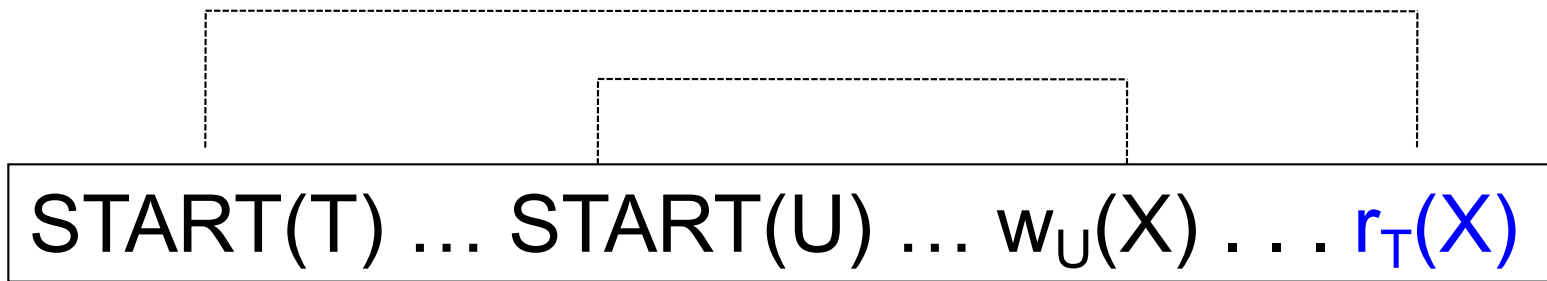 START(T) ... START(U) ... wU(X) . . . rT(X)